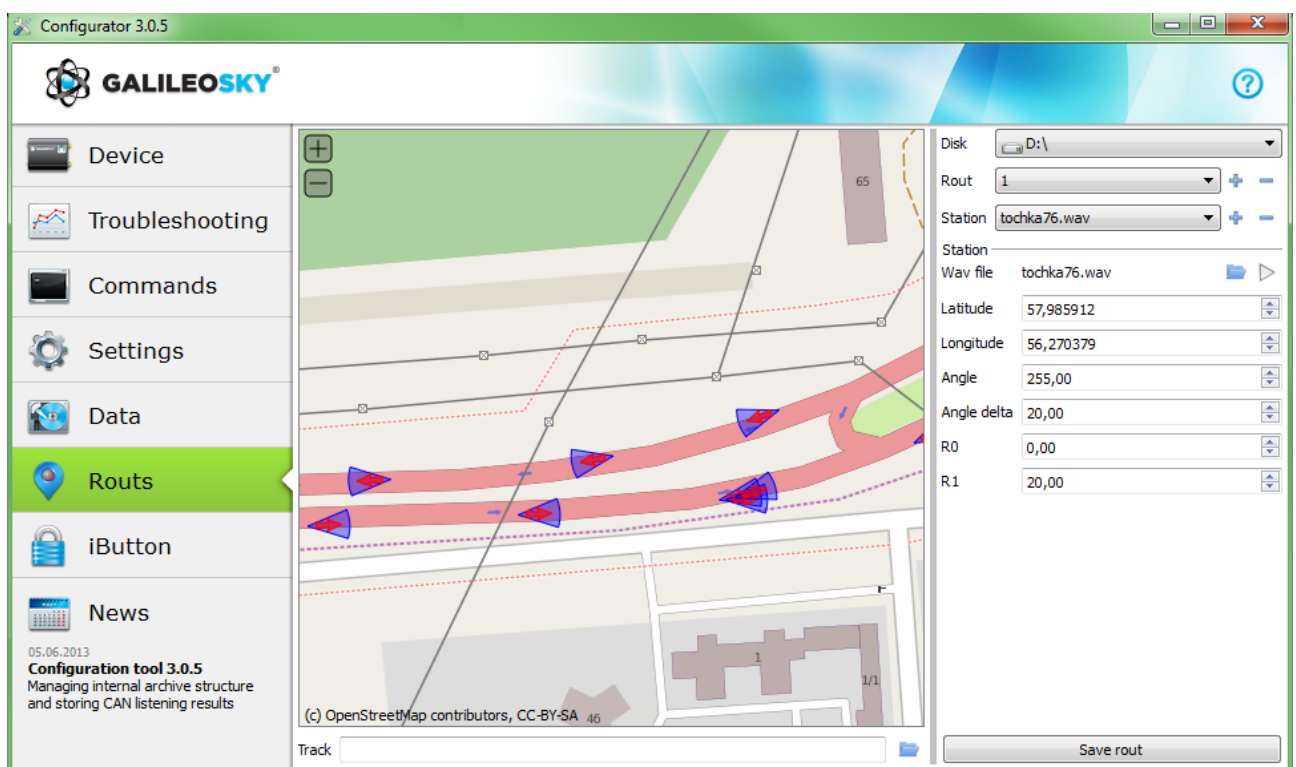 Configurator 3.0.5
GALILEOSKY®
Device
Troubleshooting
Commands
Settings
Data
Routs
iButton
News
05.06.2013
Configuration tool 3.0.5
Managing internal archive structure
and storing CAN listening results
65
1
1/1
46
(c) OpenStreetMap contributors, CC-BY-SA
Track
Disk D:\
Rout 1
Station tochka76.wav
Station
Wav file tochka76.wav
Latitude 57,985912
Longitude 56,270379
Angle 255,00
Angle delta 20,00
R0 0,00
R1 20,00
Save rout